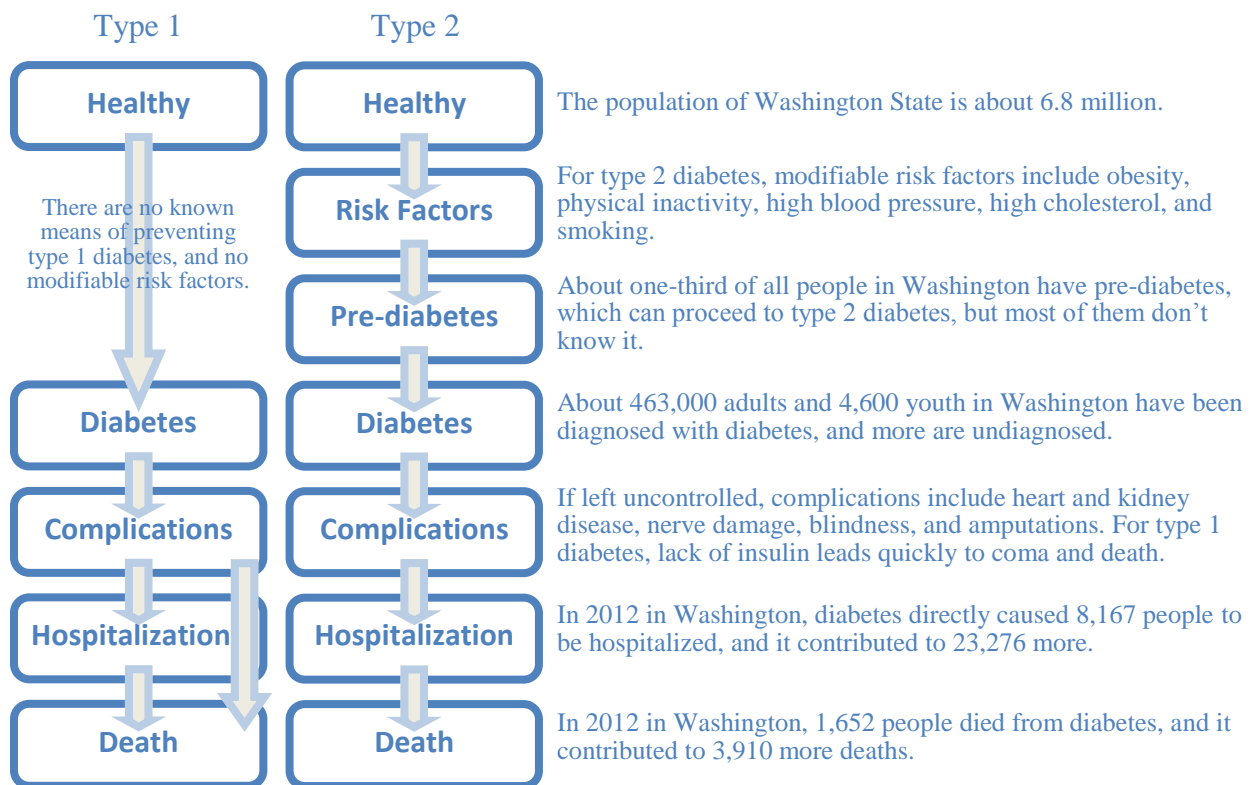 Type 1
Type 2
Healthy
Healthy
The population of Washington State is about 6.8 million.
There are no known
means of preventing
type 1 diabetes, and no
modifiable risk factors.
Risk Factors
For type 2 diabetes, modifiable risk factors include obesity,
physical inactivity, high blood pressure, high cholesterol, and
smoking.
Pre-diabetes
About one-third of all people in Washington have pre-diabetes,
which can proceed to type 2 diabetes, but most of them don’t
know it.
Diabetes
Diabetes
About 463,000 adults and 4,600 youth in Washington have been
diagnosed with diabetes, and more are undiagnosed.
Complications
Complications
If left uncontrolled, complications include heart and kidney
disease, nerve damage, blindness, and amputations. For type 1
diabetes, lack of insulin leads quickly to coma and death.
Hospitalization
Hospitalization
In 2012 in Washington, diabetes directly caused 8,167 people to
be hospitalized, and it contributed to 23,276 more.
Death
Death
In 2012 in Washington, 1,652 people died from diabetes, and it
contributed to 3,910 more deaths.